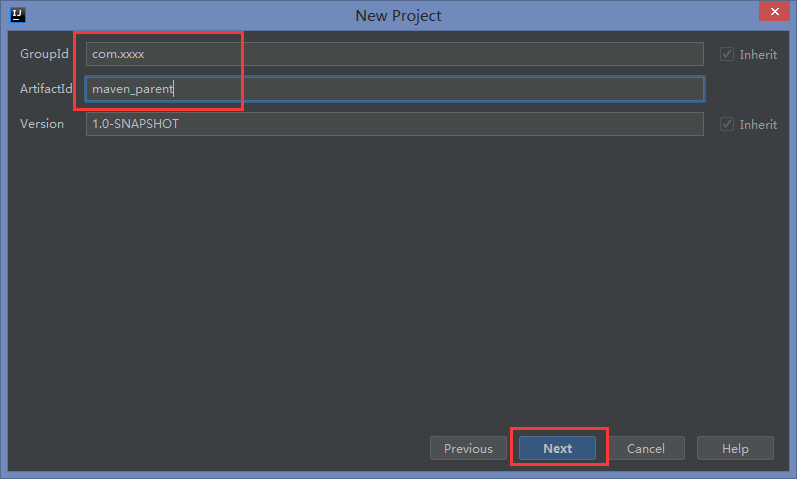 IJ
New Project
GroupId com.xxxx Inherit
ArtifactId maven_parent
Version 1.0-SNAPSHOT Inherit
Previous Next Cancel Help